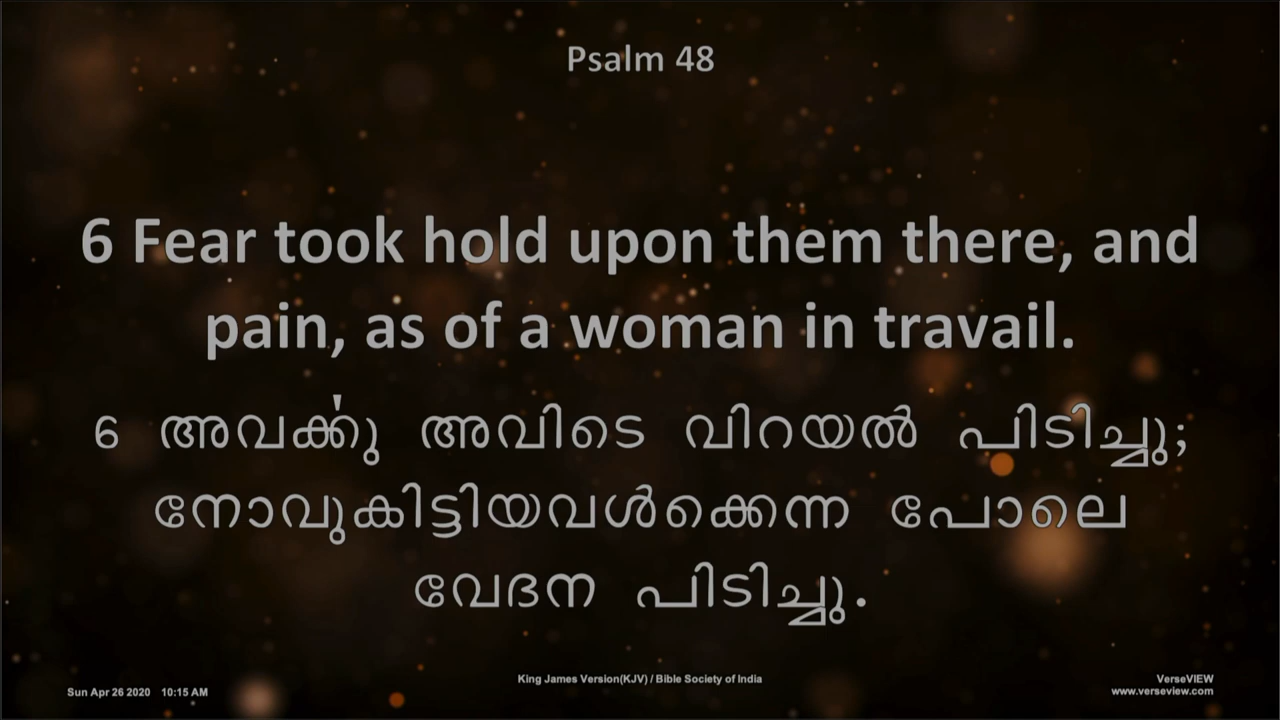 Psalm 48
6 Fear took hold upon them there, and
pain, as of a woman in travail.
6 അവൎക്കു അവിടെ വിറയൽ പിടിച്ചു;
നോവുകിട്ടിയവൾക്കെന്ന പോലെ
വേദന പിടിച്ചു.
King James Version(KJV) / Bible Society of India
VerseVIEW
Sun Apr 26 2020 10:15 AM
www.verseview.com